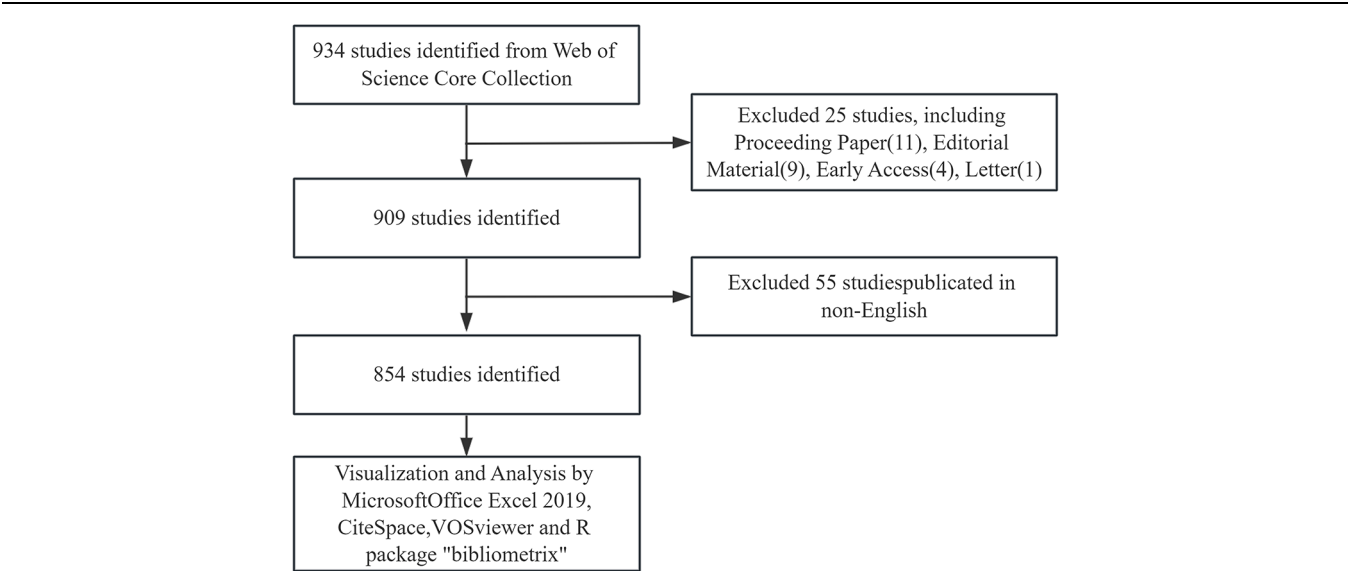 934 studies identified from Web of
Science Core Collection
Excluded 25 studies, including
Proceeding Paper(11), Editorial
Material(9), Early Access(4), Letter(1)
909 studies identified
Excluded 55 studiespublicated in
non-English
854 studies identified
Visualization and Analysis by
MicrosoftOffice Excel 2019,
CiteSpace,VOSviewer and R
package "bibliometrix"